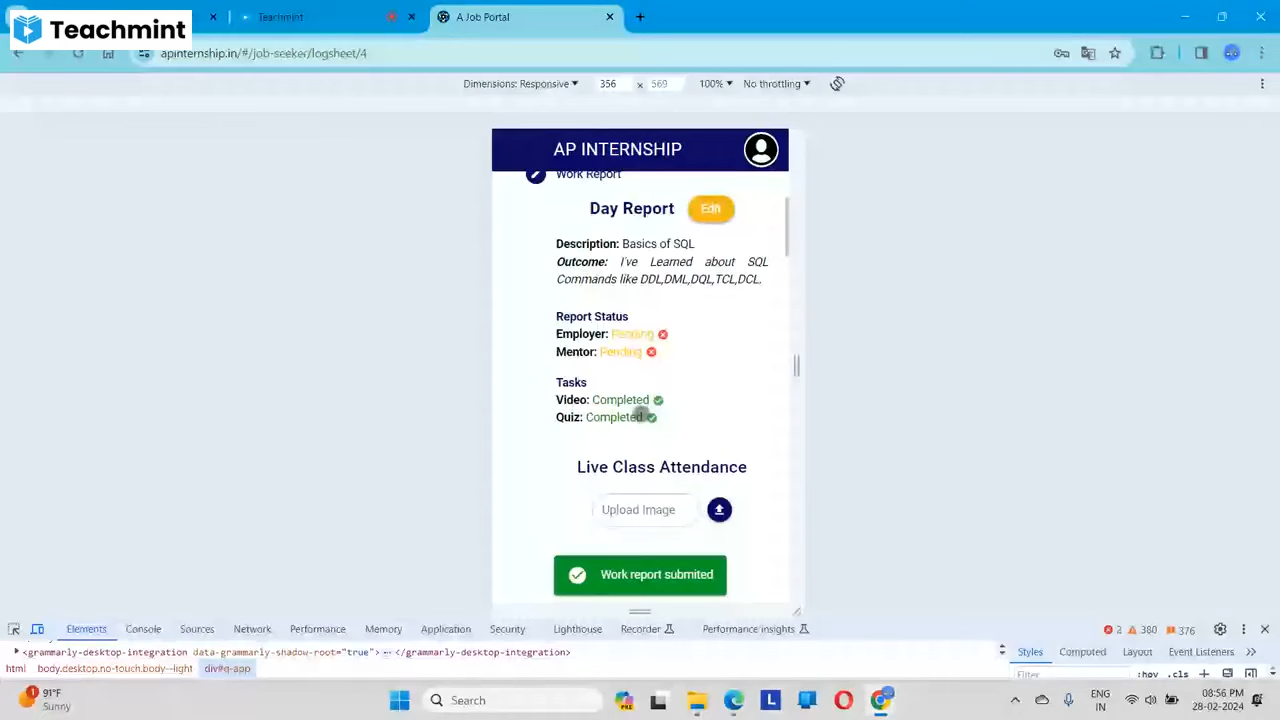 Teachmint
Teachmint
A Job Portal
apinternship.in/#/job-seeker/logsheet/4
Dimensions: Responsive
356 x 569
100%
No throttling
AP INTERNSHIP
Work Report
Day Report
Edit
Description: Basics of SQL
Outcome: I've Learned about SQL
Commands like DDL,DML,DQL,TCL,DCL.
Report Status
Employer: Pending
Mentor: Pending
Tasks
Video: Completed
Quiz: Completed
Live Class Attendance
Upload Image
Work report submited
Elements Console Sources Network Performance Memory Application Security Lighthouse Recorder Performance insights
2 380 376
<grammarly-desktop-integration data-grammarly-shadow-root="true">…</grammarly-desktop-integration>
Styles Computed Layout Event Listeners
html body.desktop.no-touch.body--light div#q-app
Filter :hov .cls
1
91°F
Sunny
Search
ENG
IN
08:56 PM
28-02-2024